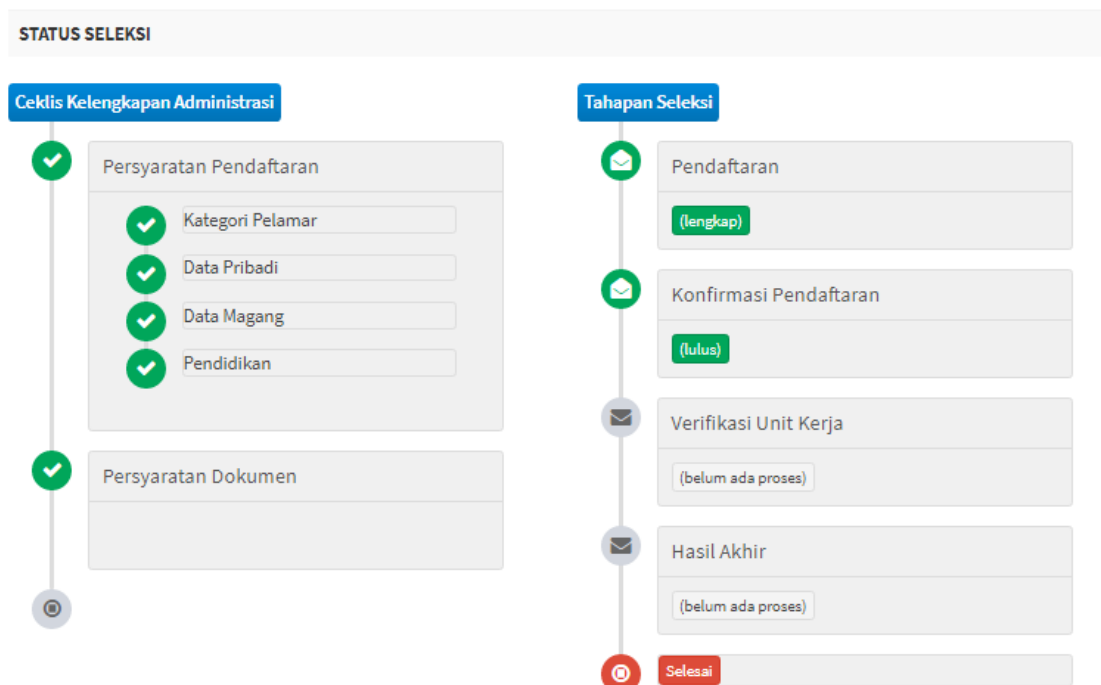 STATUS SELEKSI
Ceklis Kelengkapan Administrasi
Persyaratan Pendaftaran
Kategori Pelamar
Data Pribadi
Data Magang
Pendidikan
Persyaratan Dokumen
Tahapan Seleksi
Pendaftaran
(lengkap)
Konfirmasi Pendaftaran
(lulus)
Verifikasi Unit Kerja
(belum ada proses)
Hasil Akhir
(belum ada proses)
Selesai